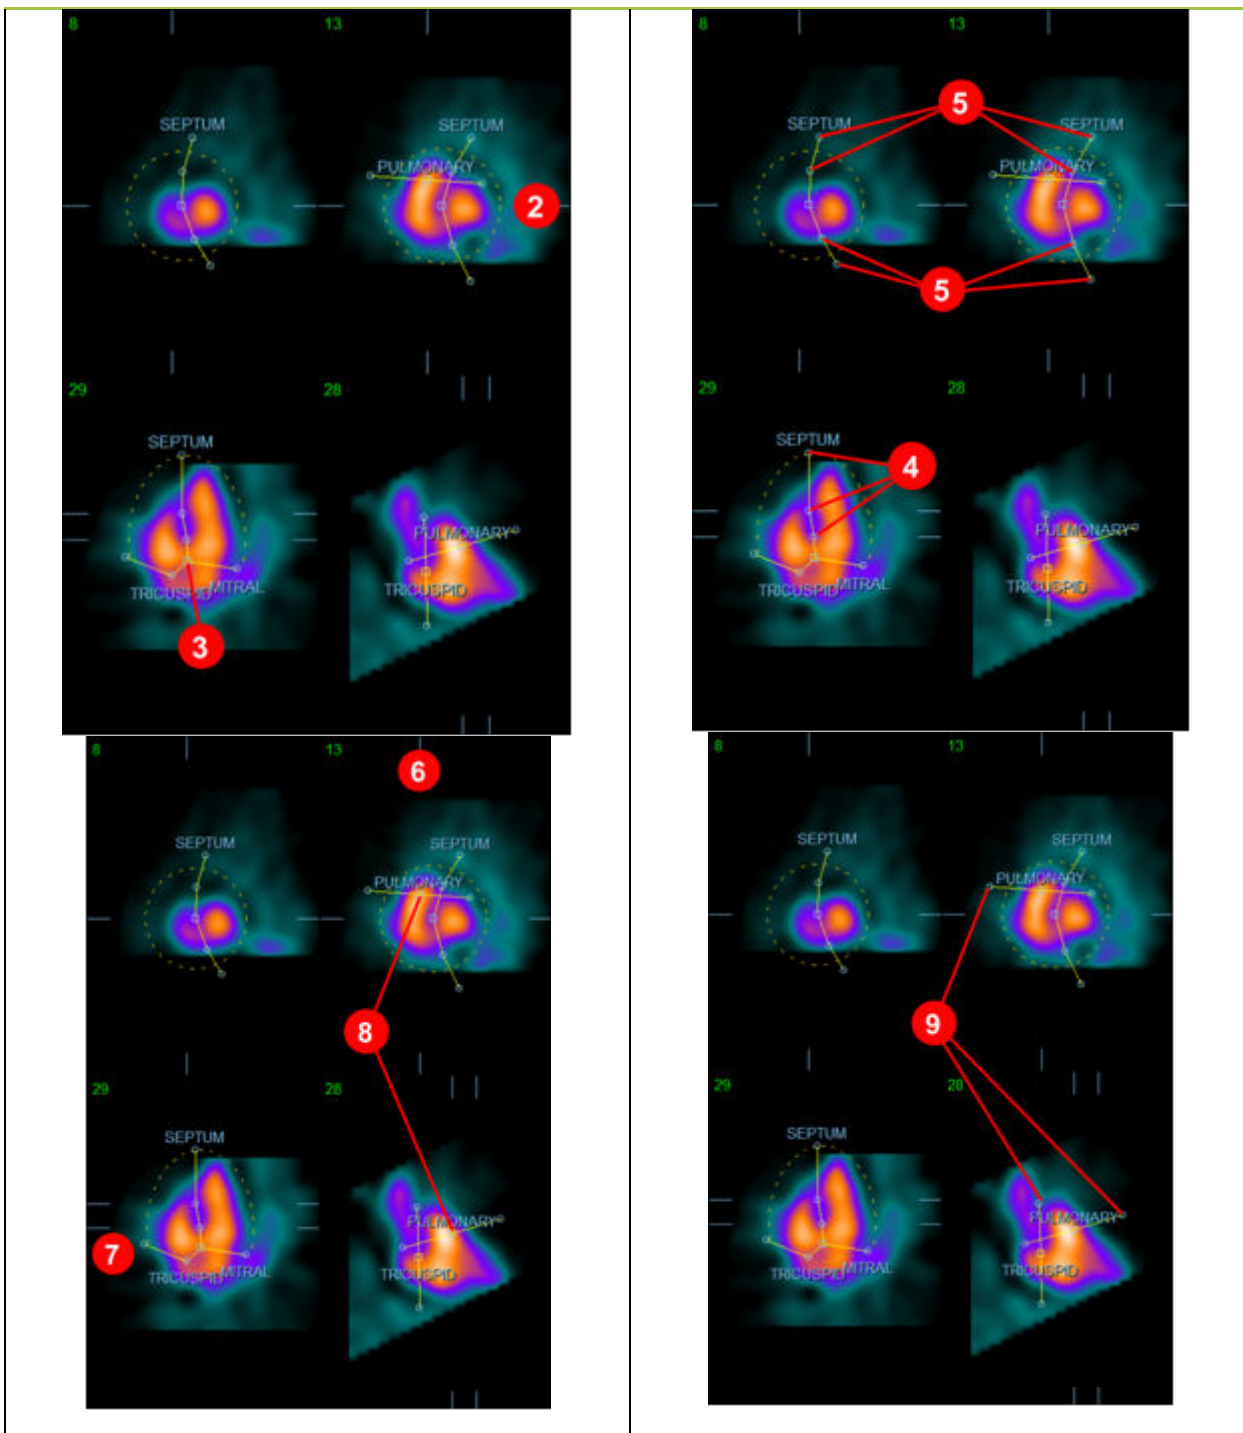 8
13
SEPTUM
SEPTUM
PULMONARY
2
29
28
SEPTUM
PULMONARY
TRICUSPID
MITRAL
TRICUSPID
3
8
13
5
SEPTUM
SEPTUM
PULMONARY
5
29
28
SEPTUM
4
PULMONARY
TRICUSPID
MITRAL
TRICUSPID
8
13
6
SEPTUM
SEPTUM
PULMONARY
8
29
28
SEPTUM
PULMONARY
7
TRICUSPID
MITRAL
TRICUSPID
8
13
SEPTUM
SEPTUM
PULMONARY
9
29
28
SEPTUM
PULMONARY
TRICUSPID
MITRAL
TRICUSPID